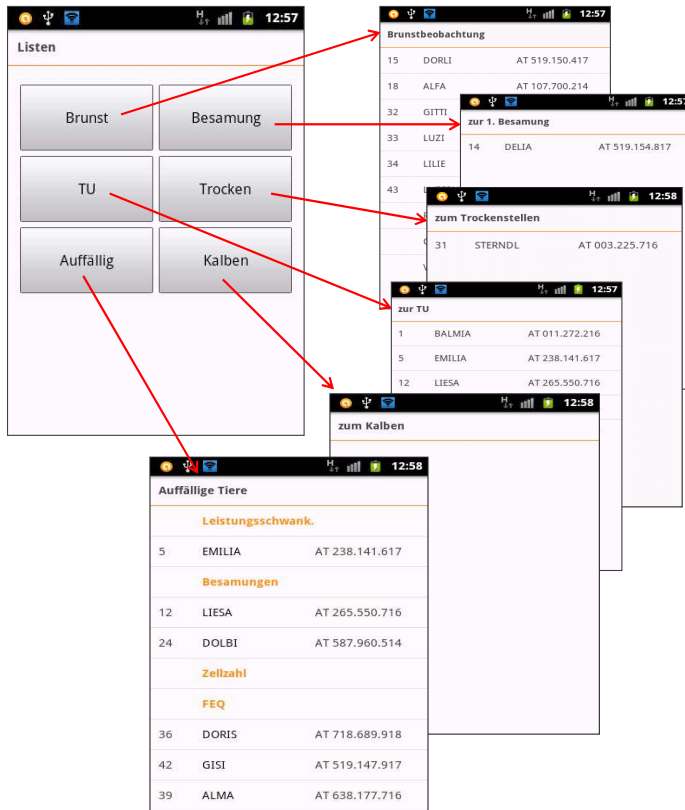 H 12:57
Listen
Brunst Besamung
TU Trocken
Auffällig Kalben
H 12:57
Brunstbeobachtung
15 DORLI AT 519.150.417
18 ALFA AT 107.700.214
32 GITTI
33 LUZI
34 LILIE
43
H 12:57
zur 1. Besamung
14 DELIA AT 519.154.817
H 12:58
zum Trockenstellen
31 STERNDL AT 003.225.716
H 12:57
zur TU
1 BALMIA AT 011.272.216
5 EMILIA AT 238.141.617
12 LIESA AT 265.550.716
H 12:58
zum Kalben
H 12:58
Auffällige Tiere
Leistungsschwank.
5 EMILIA AT 238.141.617
Besamungen
12 LIESA AT 265.550.716
24 DOLBI AT 587.960.514
Zellzahl
FEQ
36 DORIS AT 718.689.918
42 GISI AT 519.147.917
39 ALMA AT 638.177.716